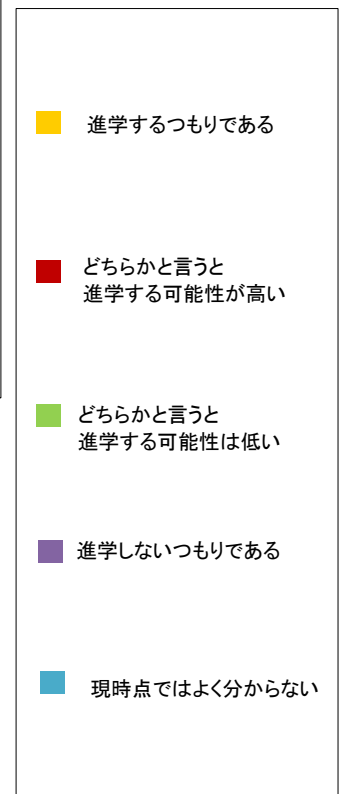 進学するつもりである
どちらかと言うと
進学する可能性が高い
どちらかと言うと
進学する可能性は低い
進学しないつもりである
現時点ではよく分からない